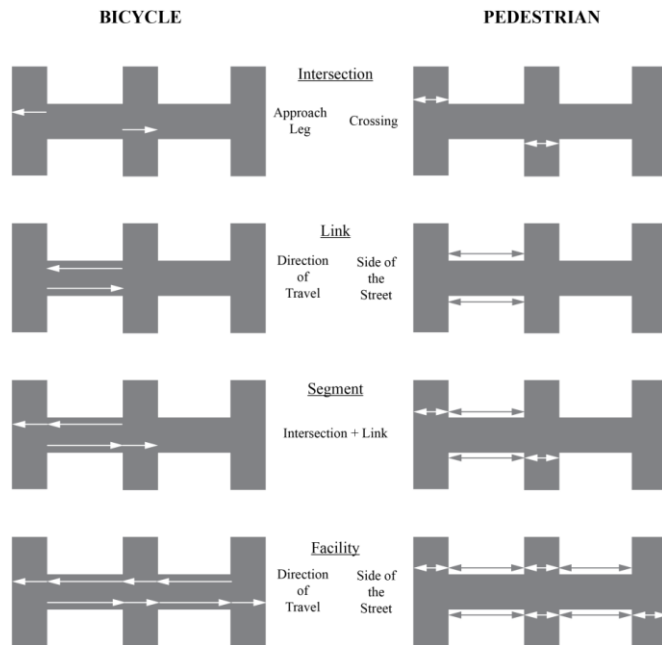 BICYCLE
PEDESTRIAN
Intersection
Approach
Leg
Crossing
Link
Direction
of
Travel
Side of
the
Street
Segment
Intersection + Link
Facility
Direction
of
Travel
Side of
the
Street